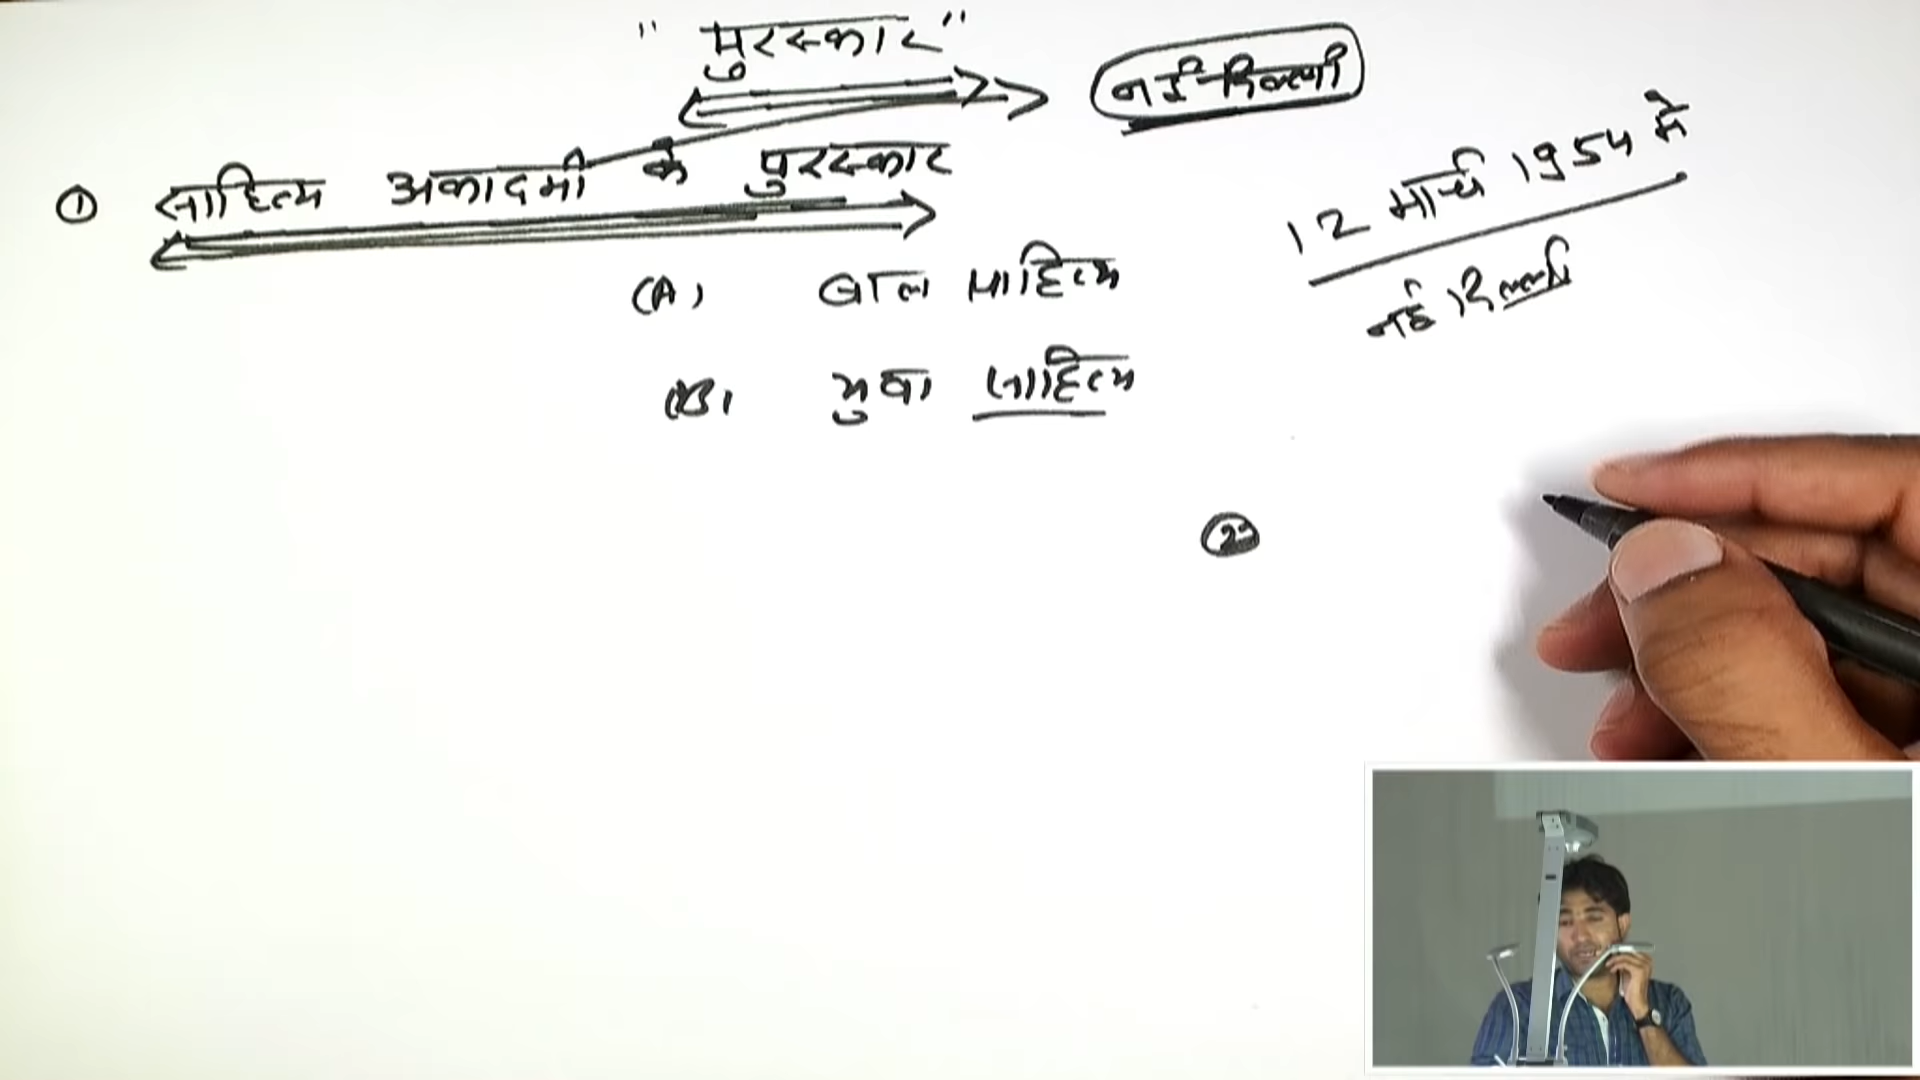 " पुरस्कार "
नई दिल्ली
① साहित्य अकादमी के पुरस्कार
12 मार्च 1954 मे
नई दिल्ली
(A) बाल साहित्य
(B) युवा साहित्य
②